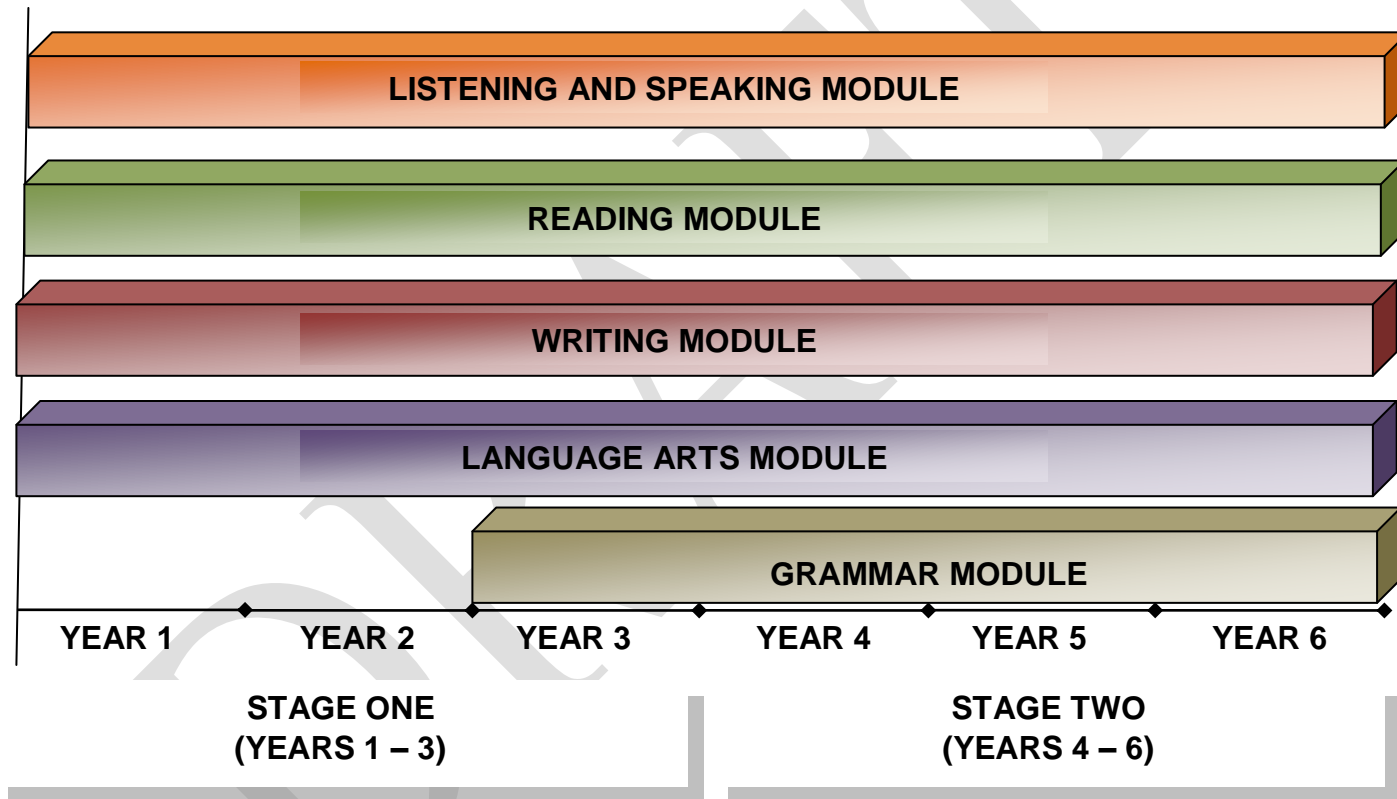 LISTENING AND SPEAKING MODULE
READING MODULE
WRITING MODULE
LANGUAGE ARTS MODULE
GRAMMAR MODULE
YEAR 1 YEAR 2 YEAR 3 YEAR 4 YEAR 5 YEAR 6
STAGE ONE
(YEARS 1 – 3)
STAGE TWO
(YEARS 4 – 6)